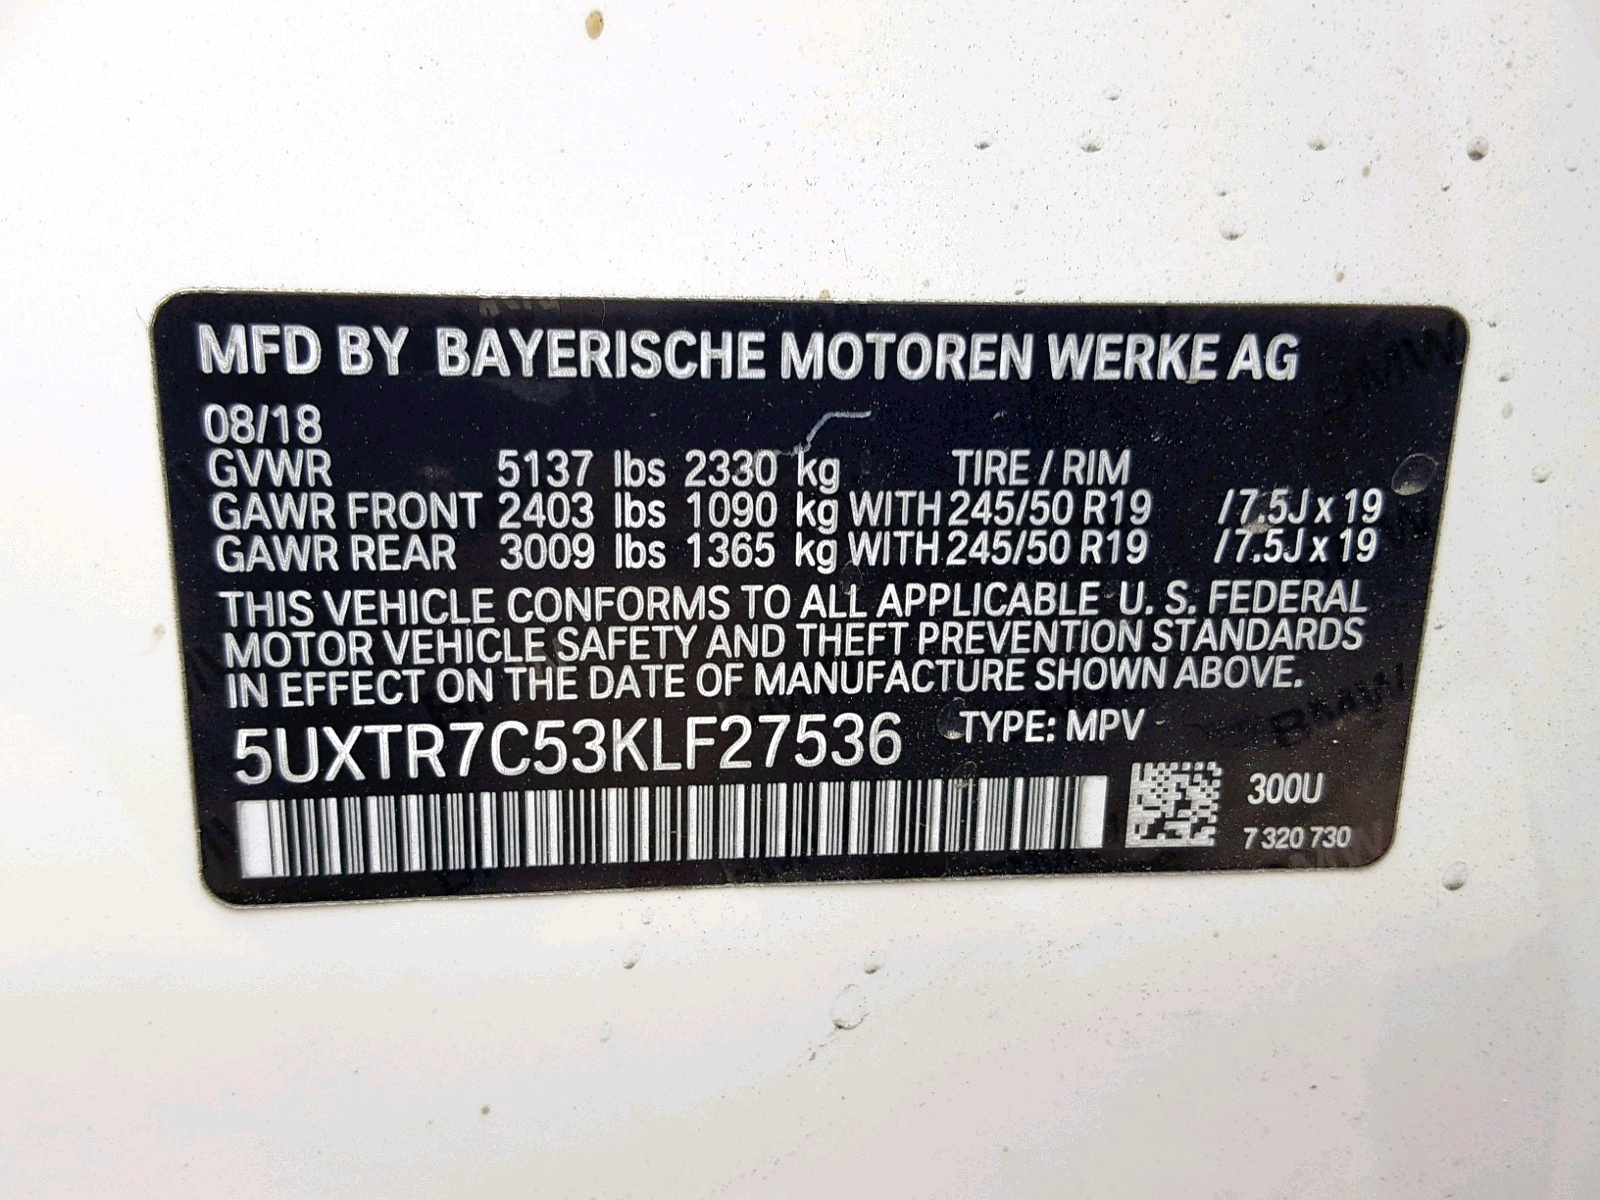 MFD BY BAYERISCHE MOTOREN WERKE AG
08/18
GVWR 5137 lbs 2330 kg TIRE / RIM
GAWR FRONT 2403 lbs 1090 kg WITH 245/50 R19 /7.5J x 19
GAWR REAR 3009 lbs 1365 kg WITH 245/50 R19 /7.5J x 19
THIS VEHICLE CONFORMS TO ALL APPLICABLE U. S. FEDERAL
MOTOR VEHICLE SAFETY AND THEFT PREVENTION STANDARDS
IN EFFECT ON THE DATE OF MANUFACTURE SHOWN ABOVE.
5UXTR7C53KLF27536 TYPE: MPV
300U
7 320 730
BMW
BMW